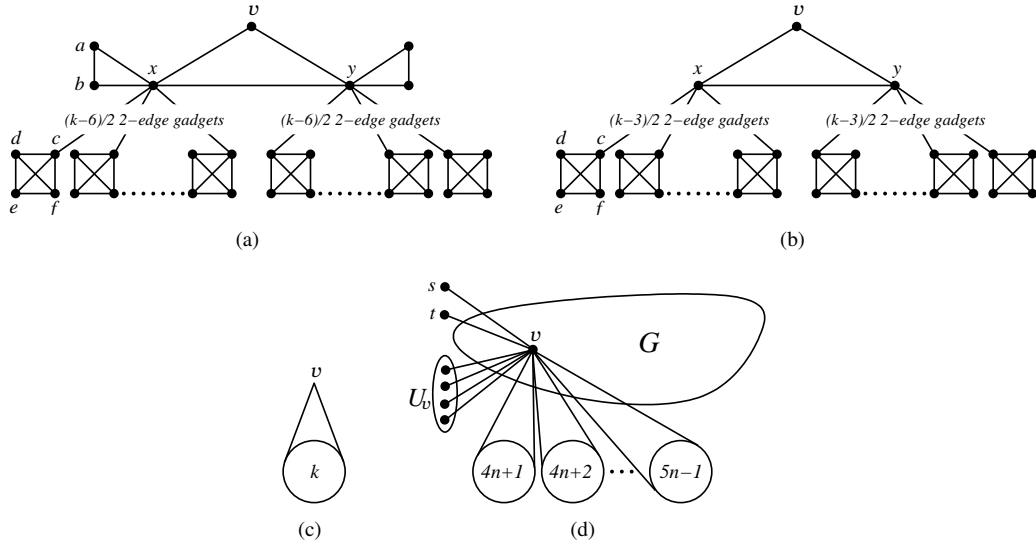 v
v
a
b
x
y
x
y
(k−6)/2 2−edge gadgets
(k−6)/2 2−edge gadgets
(k−3)/2 2−edge gadgets
(k−3)/2 2−edge gadgets
d
c
d
c
e
f
e
f
(a)
(b)
s
t
v
G
v
U_v
k
4n+1
4n+2
5n−1
(c)
(d)